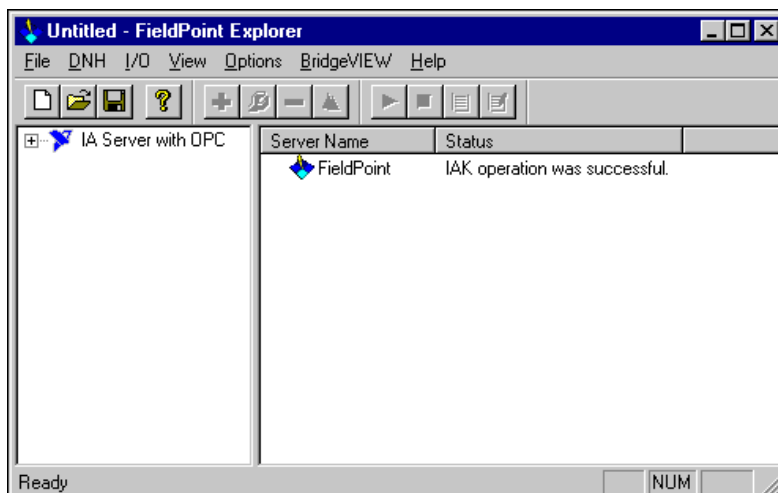 Untitled - FieldPoint Explorer
File DNH I/O View Options BridgeVIEW Help
IA Server with OPC
Server Name Status
FieldPoint IAK operation was successful.
Ready NUM